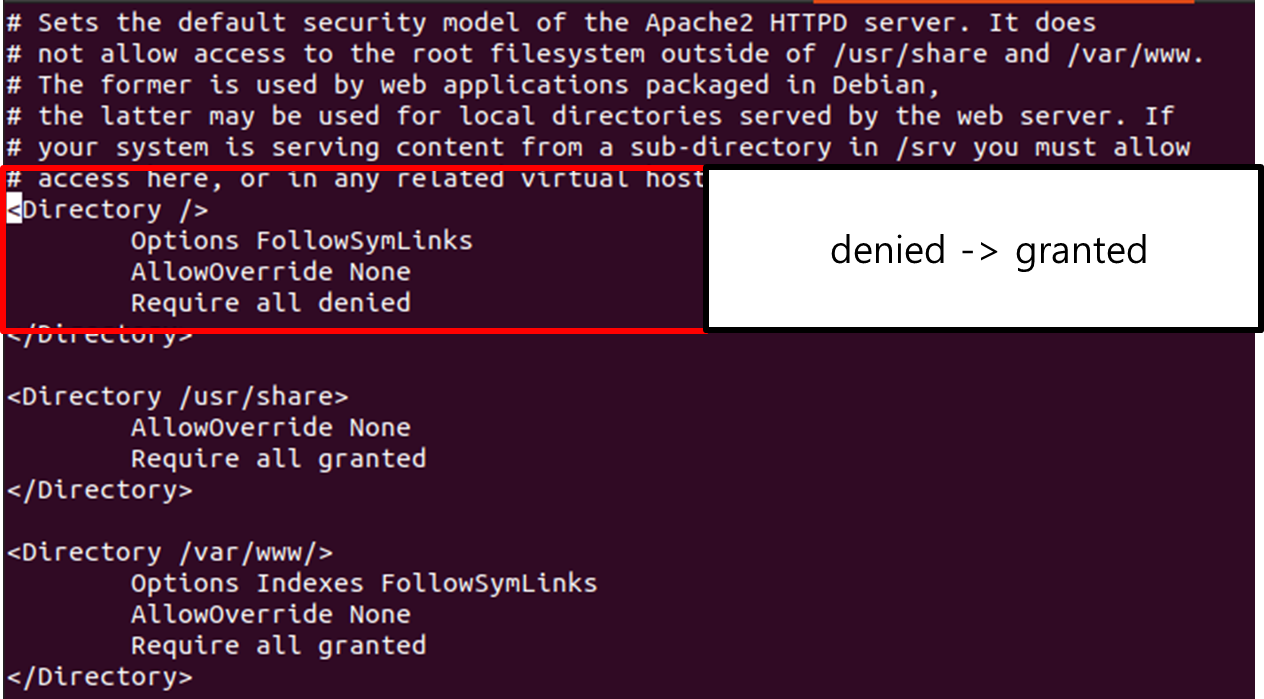 # Sets the default security model of the Apache2 HTTPD server. It does
# not allow access to the root filesystem outside of /usr/share and /var/www.
# The former is used by web applications packaged in Debian,
# the latter may be used for local directories served by the web server. If
# your system is serving content from a sub-directory in /srv you must allow
# access here, or in any related virtual host
<Directory />
        Options FollowSymLinks
        AllowOverride None
        Require all denied
</Directory>
denied -> granted
<Directory /usr/share>
        AllowOverride None
        Require all granted
</Directory>
<Directory /var/www/>
        Options Indexes FollowSymLinks
        AllowOverride None
        Require all granted
</Directory>